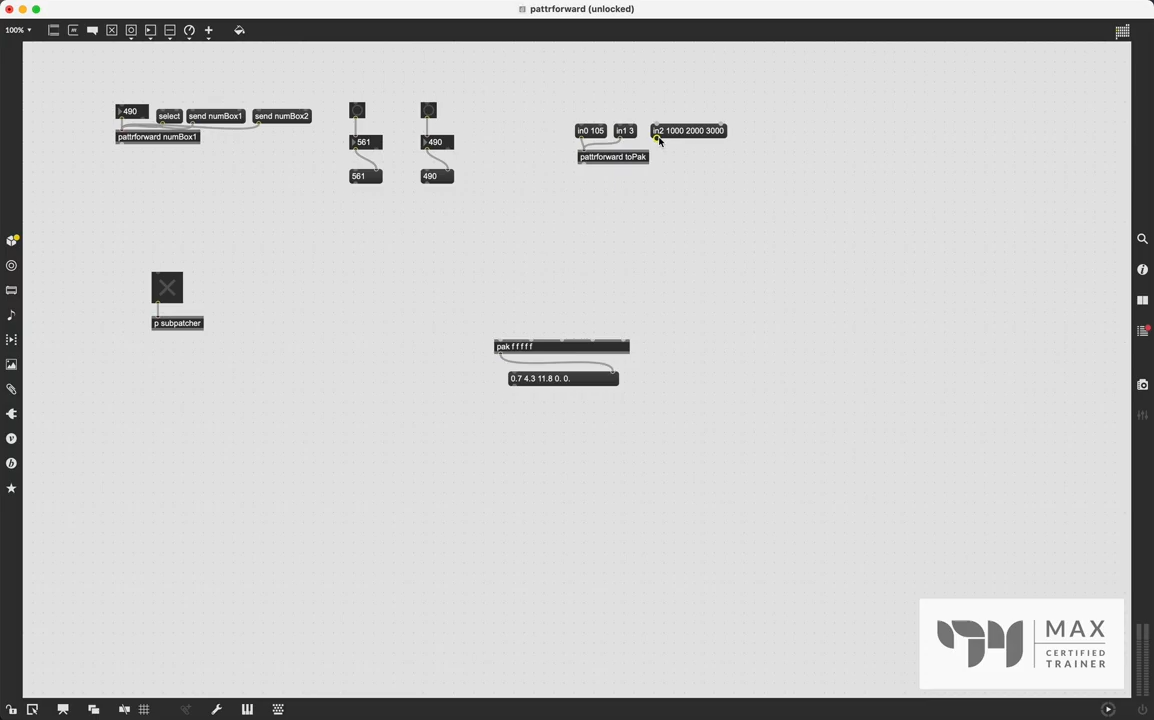 pattrforward (unlocked)
100%
490
select
send numBox1
send numBox2
pattrforward numBox1
561
490
561
490
in0 105
in1 3
in2 1000 2000 3000
pattrforward toPak
p subpatcher
pak f f f f f
0.7 4.3 11.8 0. 0.
MAX
CERTIFIED
TRAINER